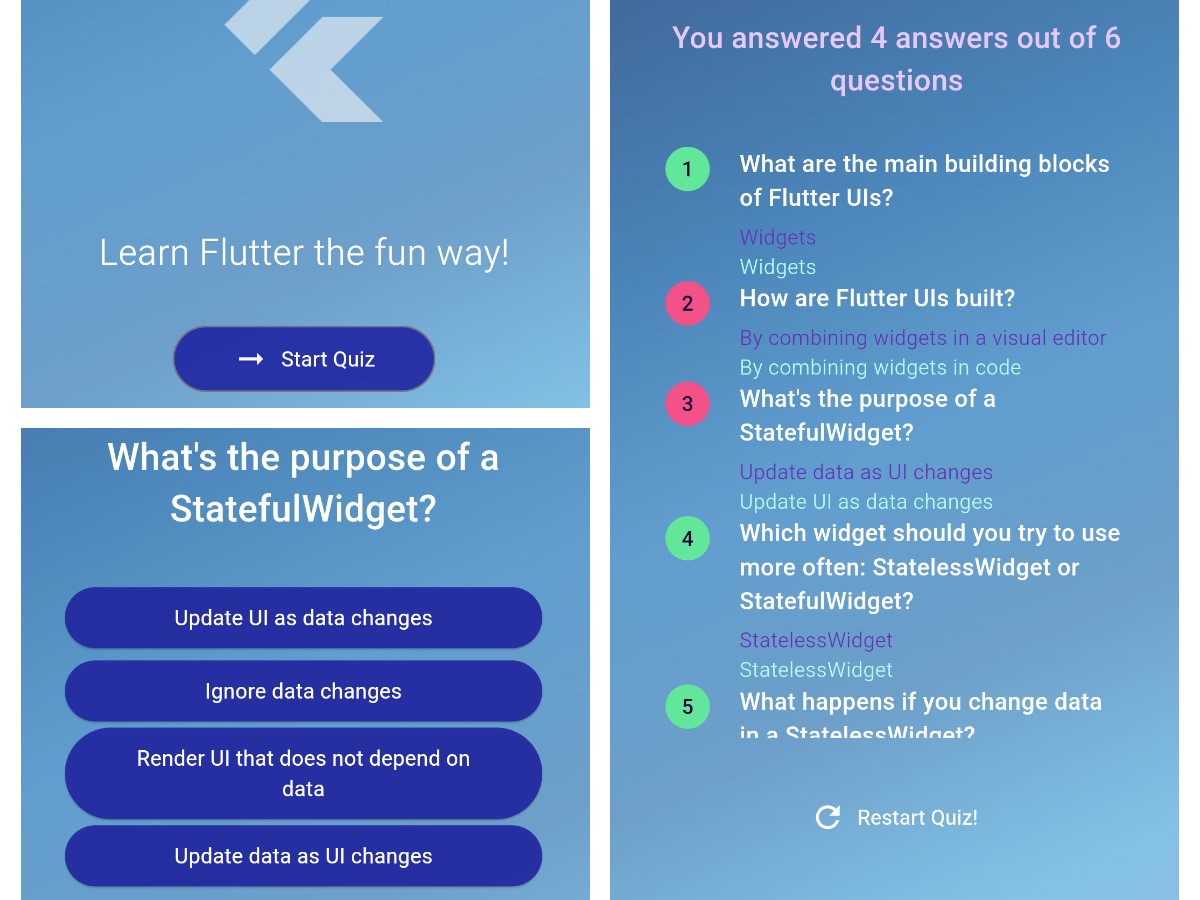 Learn Flutter the fun way!
Start Quiz
What's the purpose of a
StatefulWidget?
Update UI as data changes
Ignore data changes
Render UI that does not depend on
data
Update data as UI changes
You answered 4 answers out of 6
questions
1
What are the main building blocks
of Flutter UIs?
Widgets
Widgets
2
How are Flutter UIs built?
By combining widgets in a visual editor
By combining widgets in code
3
What's the purpose of a
StatefulWidget?
Update data as UI changes
Update UI as data changes
4
Which widget should you try to use
more often: StatelessWidget or
StatefulWidget?
StatelessWidget
StatelessWidget
5
What happens if you change data
in a StatelessWidget?
Restart Quiz!